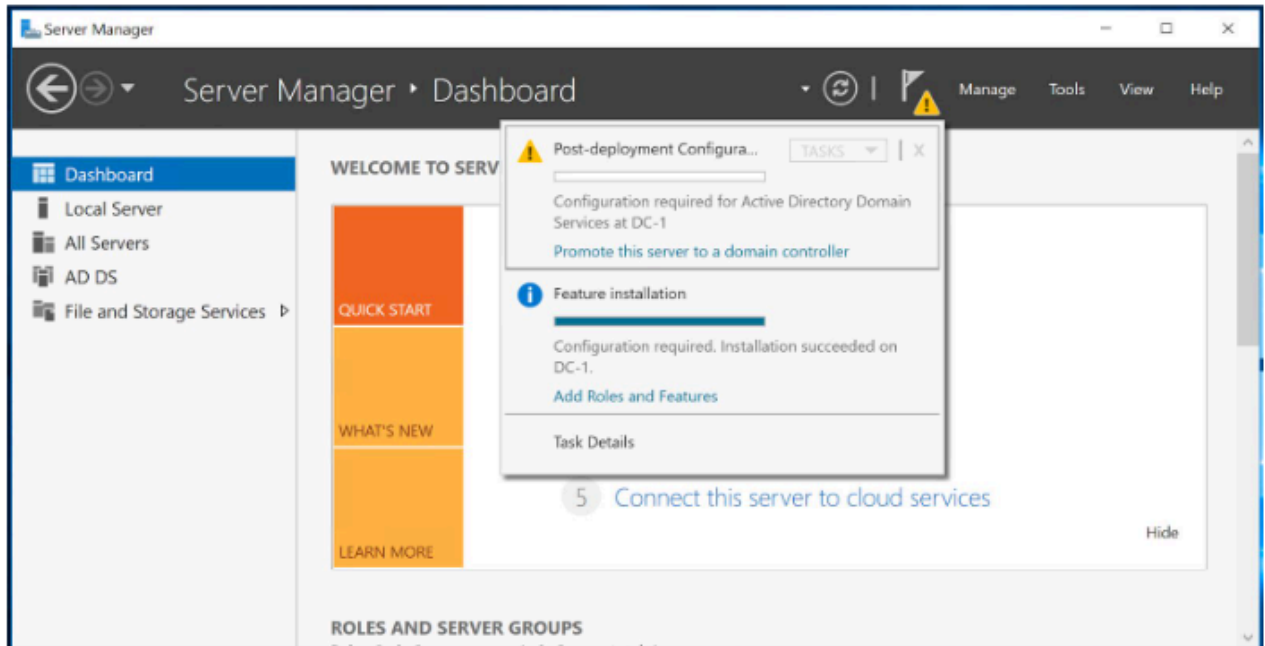 Server Manager
Server Manager • Dashboard
Manage Tools View Help
Dashboard
Local Server
All Servers
AD DS
File and Storage Services
WELCOME TO SERV
QUICK START
WHAT'S NEW
LEARN MORE
Post-deployment Configura... TASKS X
Configuration required for Active Directory Domain
Services at DC-1
Promote this server to a domain controller
Feature installation
Configuration required. Installation succeeded on
DC-1.
Add Roles and Features
Task Details
5 Connect this server to cloud services
Hide
ROLES AND SERVER GROUPS